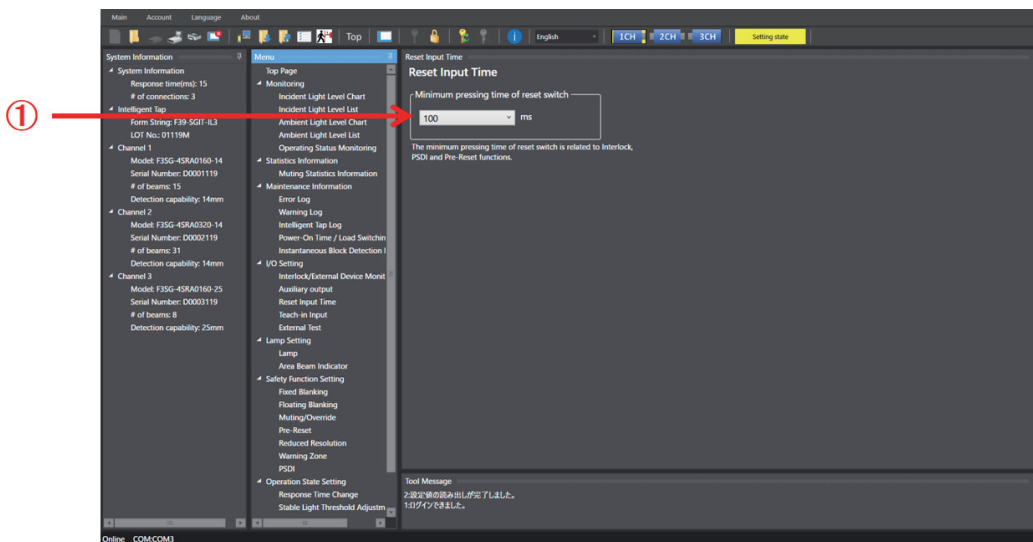 Main Account Language About
Top English 1CH 2CH 3CH Setting state
System Information
System Information
Response time(ms): 15
# of connections: 3
Intelligent Tap
Form String: F39-SGIT-IL3
LOT No.: 01119M
Channel 1
Model: F3SG-4SRA0160-14
Serial Number: D0001119
# of beams: 15
Detection capability: 14mm
Channel 2
Model: F3SG-4SRA0320-14
Serial Number: D0002119
# of beams: 31
Detection capability: 14mm
Channel 3
Model: F3SG-4SRA0160-25
Serial Number: D0003119
# of beams: 8
Detection capability: 25mm
Menu
Top Page
Monitoring
Incident Light Level Chart
Incident Light Level List
Ambient Light Level Chart
Ambient Light Level List
Operating Status Monitoring
Statistics Information
Muting Statistics Information
Maintenance Information
Error Log
Warning Log
Intelligent Tap Log
Power-On Time / Load Switchin
Instantaneous Block Detection I
I/O Setting
Interlock/External Device Monit
Auxiliary output
Reset Input Time
Teach-in Input
External Test
Lamp Setting
Lamp
Area Beam Indicator
Safety Function Setting
Fixed Blanking
Floating Blanking
Muting/Override
Pre-Reset
Reduced Resolution
Warning Zone
PSDI
Operation State Setting
Response Time Change
Stable Light Threshold Adjustm
Reset Input Time
Reset Input Time
Minimum pressing time of reset switch
①
100 ms
The minimum pressing time of reset switch is related to Interlock,
PSDI and Pre-Reset functions.
Tool Message
2:設定値の読み出しが完了しました。
1:ログインできました。
Online COM:COM3